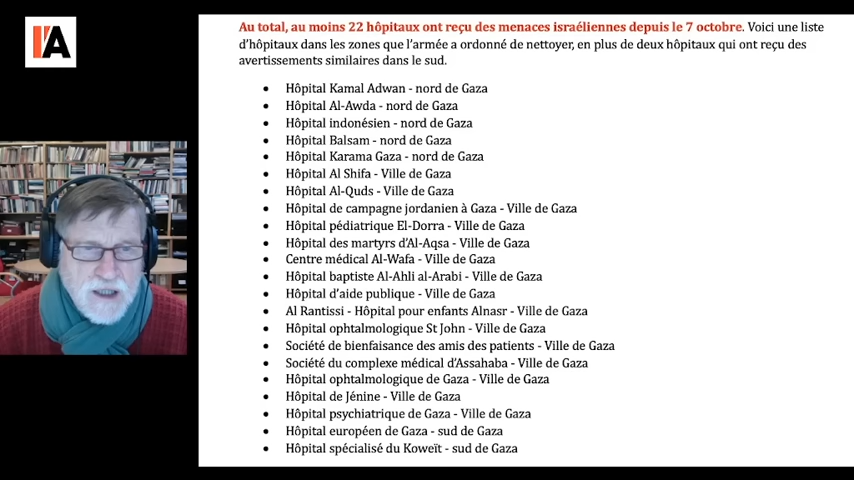 I'A
Au total, au moins 22 hôpitaux ont reçu des menaces israéliennes depuis le 7 octobre. Voici une liste
d'hôpitaux dans les zones que l'armée a ordonné de nettoyer, en plus de deux hôpitaux qui ont reçu des
avertissements similaires dans le sud.
• Hôpital Kamal Adwan - nord de Gaza
• Hôpital Al-Awda - nord de Gaza
• Hôpital indonésien - nord de Gaza
• Hôpital Balsam - nord de Gaza
• Hôpital Karama Gaza - nord de Gaza
• Hôpital Al Shifa - Ville de Gaza
• Hôpital Al-Quds - Ville de Gaza
• Hôpital de campagne jordanien à Gaza - Ville de Gaza
• Hôpital pédiatrique El-Dorra - Ville de Gaza
• Hôpital des martyrs d'Al-Aqsa - Ville de Gaza
• Centre médical Al-Wafa - Ville de Gaza
• Hôpital baptiste Al-Ahli al-Arabi - Ville de Gaza
• Hôpital d'aide publique - Ville de Gaza
• Al Rantissi - Hôpital pour enfants Alnasr - Ville de Gaza
• Hôpital ophtalmologique St John - Ville de Gaza
• Société de bienfaisance des amis des patients - Ville de Gaza
• Société du complexe médical d'Assahaba - Ville de Gaza
• Hôpital ophtalmologique de Gaza - Ville de Gaza
• Hôpital de Jénine - Ville de Gaza
• Hôpital psychiatrique de Gaza - Ville de Gaza
• Hôpital européen de Gaza - sud de Gaza
• Hôpital spécialisé du Koweït - sud de Gaza